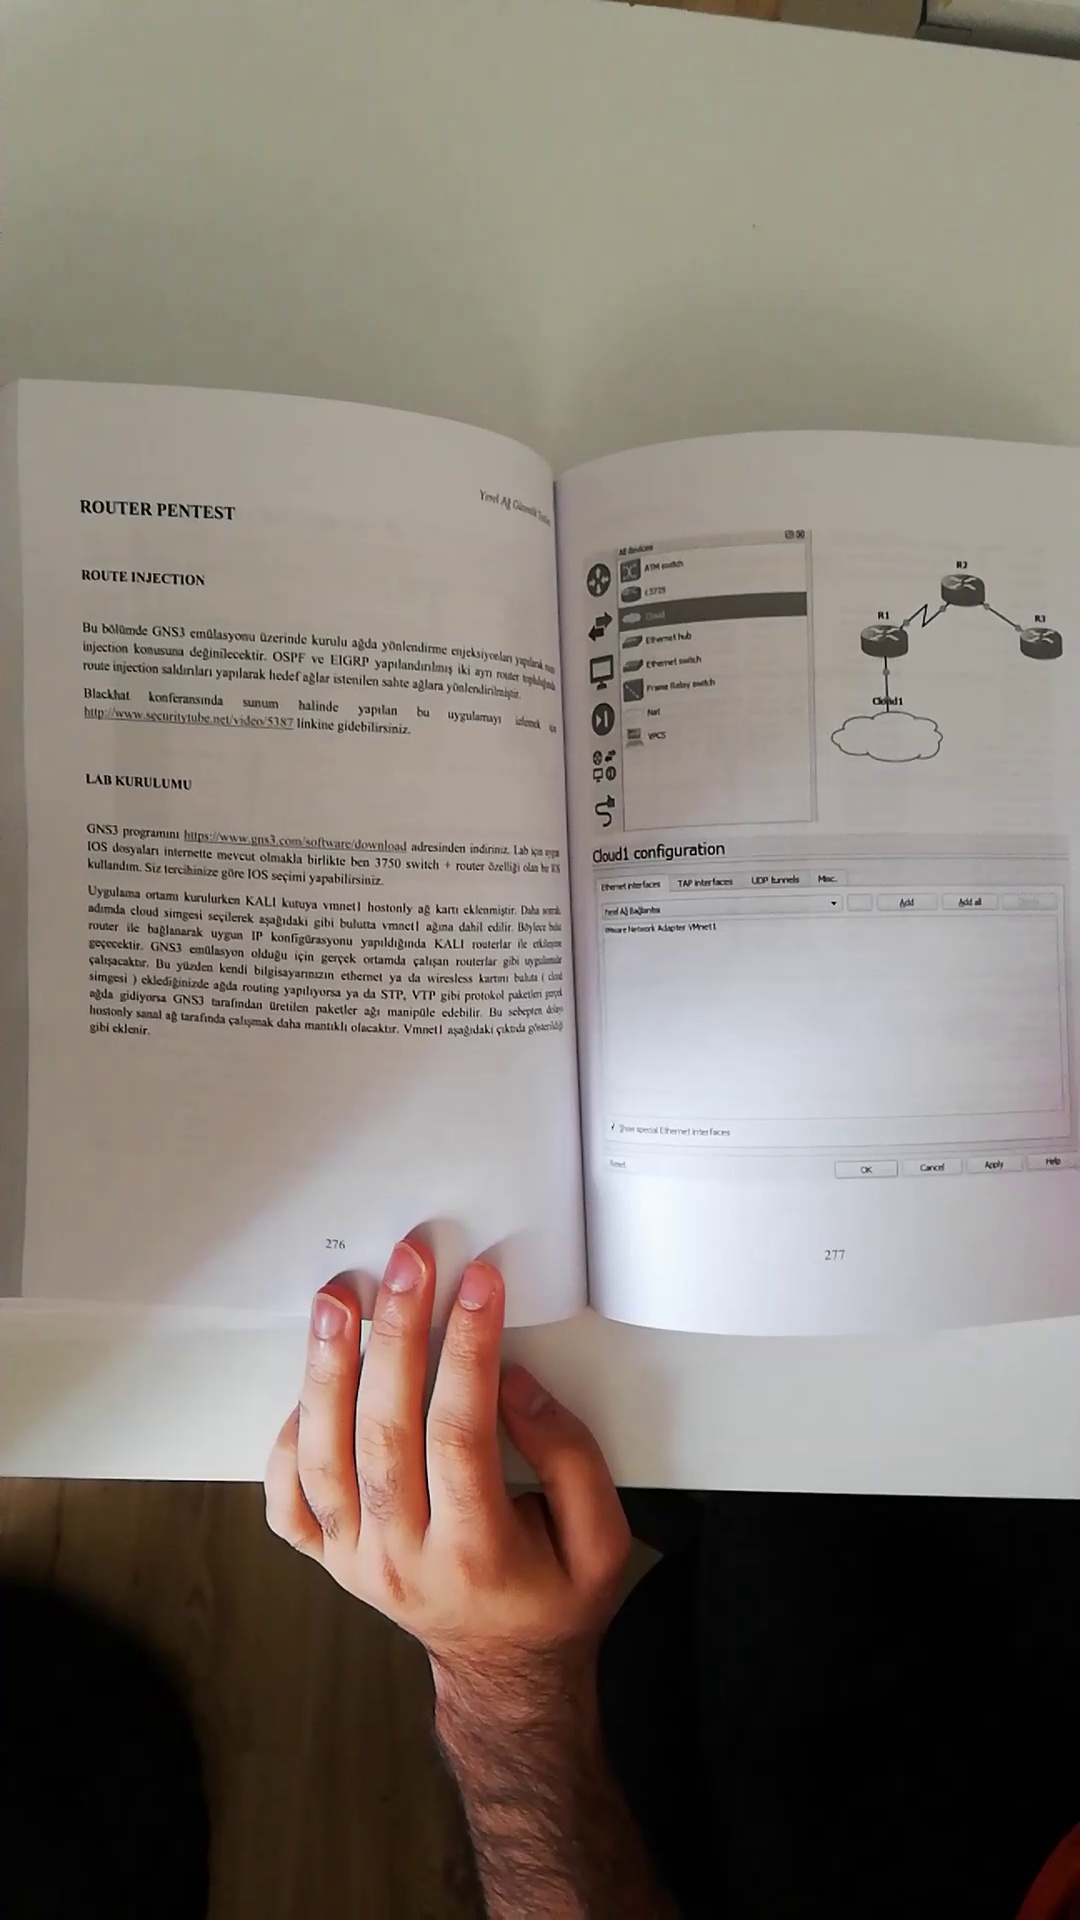 Yerel Ağ Güvenlik
ROUTER PENTEST
ROUTE INJECTION
Bu bölümde GNS3 emülasyonu üzerinde kurulu ağda yönlendirme enjeksiyonları yapılarak
injection konusuna değinilecektir. OSPF ve EIGRP yapılandırılmış iki ayrı router topluluğunda
route injection saldırıları yapılarak hedef ağlar istenilen sahte ağlara yönlendirilmiştir.
Blackhat konferansında sunum halinde yapılan bu uygulamayı izlemek
http://www.securitytube.net/video/5387 linkine gidebilirsiniz.
LAB KURULUMU
GNS3 programını https://www.gns3.com/software/download adresinden indiriniz. Lab için uygun
IOS dosyaları internette mevcut olmakla birlikte ben 3750 switch + router özelliği olan bir IOS
kullandım. Siz tercihinize göre IOS seçimi yapabilirsiniz.
Uygulama ortamı kurulurken KALI kutuya vmnet1 hostonly ağ kartı eklenmiştir. Daha sonraki
adımda cloud simgesi seçilerek aşağıdaki gibi bulutta vmnet1 ağına dahil edilir. Böylece bulut
router ile bağlanarak uygun IP konfigürasyonu yapıldığında KALI routerlar ile etkileşime
geçecektir. GNS3 emülasyon olduğu için gerçek ortamda çalışan routerlar gibi uygulamalar
çalışacaktır. Bu yüzden kendi bilgisayarınızın ethernet ya da wiresless kartını buluta ( cloud
simgesi ) eklediğinizde ağda routing yapılıyorsa ya da STP, VTP gibi protokol paketleri gerçek
ağda gidiyorsa GNS3 tarafından üretilen paketler ağı manipüle edebilir. Bu sebepten dolayı
hostonly sanal ağ tarafında çalışmak daha mantıklı olacaktır. Vmnet1 aşağıdaki çıktıda gösterildiği
gibi eklenir.
276
All devices
ATM switch
c3725
Cloud
Ethernet hub
Ethernet switch
Frame Relay switch
Nat
VPCS
R2
R1
R3
Cloud1
Cloud1 configuration
Ethernet interfaces TAP interfaces UDP tunnels Misc.
Yerel Ağ Bağlantısı Add Add all
VMware Network Adapter VMnet1
Show special Ethernet interfaces
Reset OK Cancel Apply Help
277